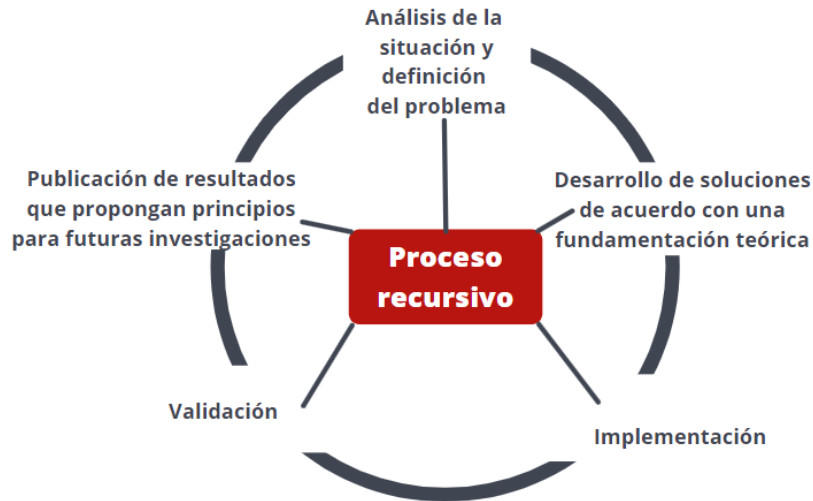 Análisis de la
situación y
definición
del problema
Publicación de resultados
que propongan principios
para futuras investigaciones
Desarrollo de soluciones
de acuerdo con una
fundamentación teórica
Proceso
recursivo
Validación
Implementación